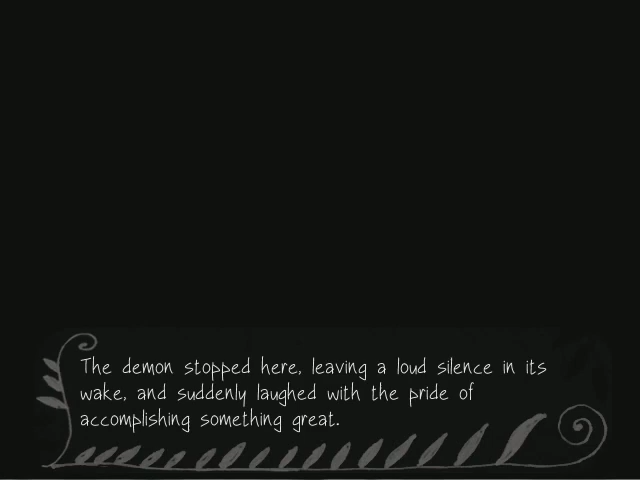 The demon stopped here, leaving a loud silence in its
wake, and suddenly laughed with the pride of
accomplishing something great.